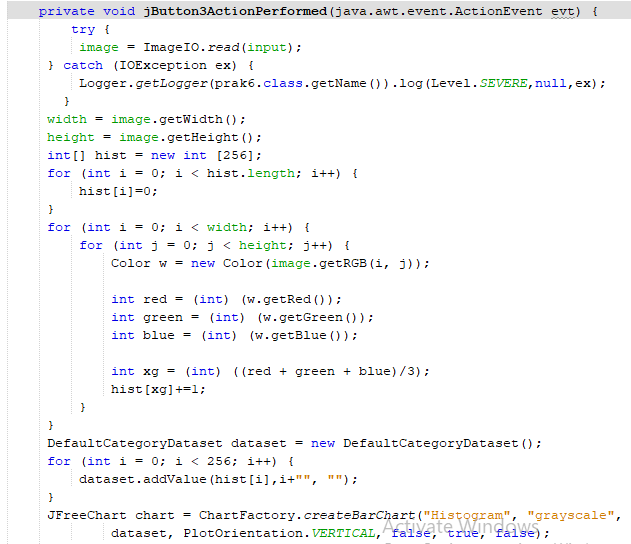 private void jButton3ActionPerformed(java.awt.event.ActionEvent evt) {
try {
image = ImageIO.read(input);
} catch (IOException ex) {
Logger.getLogger(prak6.class.getName()).log(Level.SEVERE,null,ex);
}
width = image.getWidth();
height = image.getHeight();
int[] hist = new int [256];
for (int i = 0; i < hist.length; i++) {
hist[i]=0;
}
for (int i = 0; i < width; i++) {
for (int j = 0; j < height; j++) {
Color w = new Color(image.getRGB(i, j));
int red = (int) (w.getRed());
int green = (int) (w.getGreen());
int blue = (int) (w.getBlue());
int xg = (int) ((red + green + blue)/3);
hist[xg]+=1;
}
}
DefaultCategoryDataset dataset = new DefaultCategoryDataset();
for (int i = 0; i < 256; i++) {
dataset.addValue(hist[i],i+"", "");
}
JFreeChart chart = ChartFactory.createBarChart("Histogram", "grayscale",
dataset, PlotOrientation.VERTICAL, false, true, false);
Activate Windows